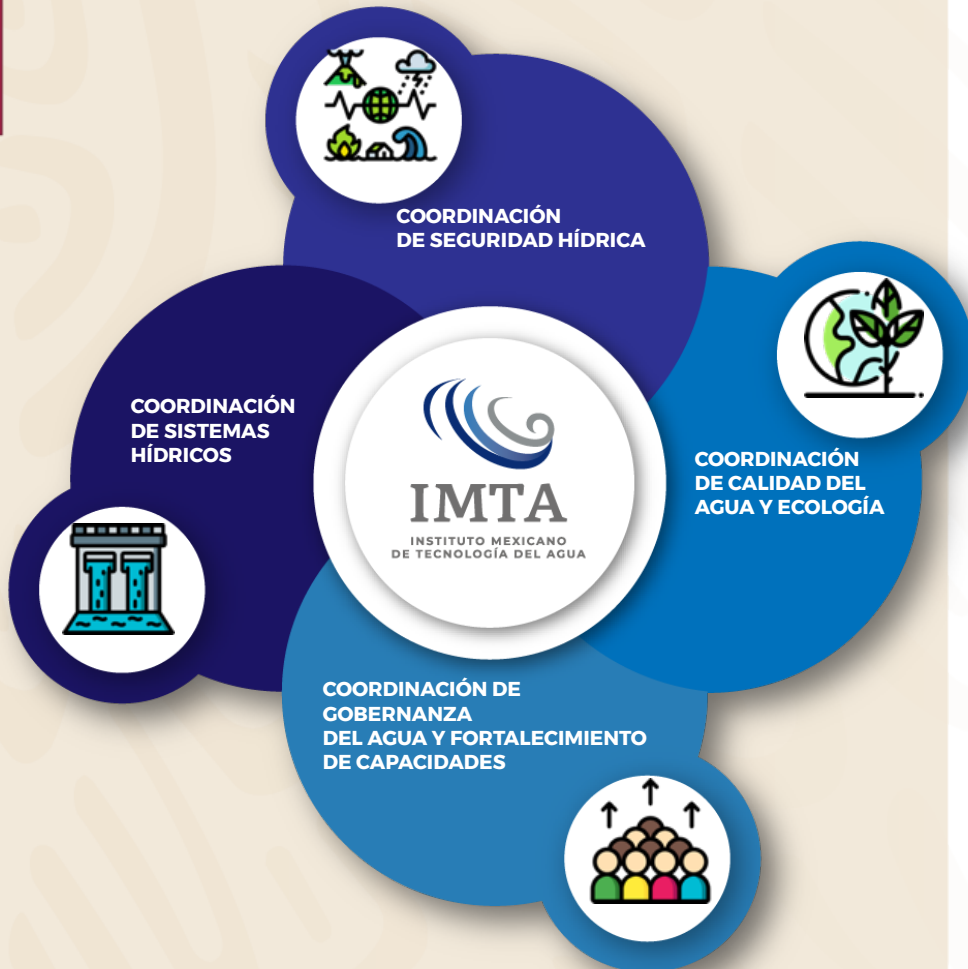 COORDINACIÓN
DE SEGURIDAD HÍDRICA
COORDINACIÓN
DE SISTEMAS
HÍDRICOS
IMTA
INSTITUTO MEXICANO
DE TECNOLOGÍA DEL AGUA
COORDINACIÓN
DE CALIDAD DEL
AGUA Y ECOLOGÍA
COORDINACIÓN DE
GOBERNANZA
DEL AGUA Y FORTALECIMIENTO
DE CAPACIDADES